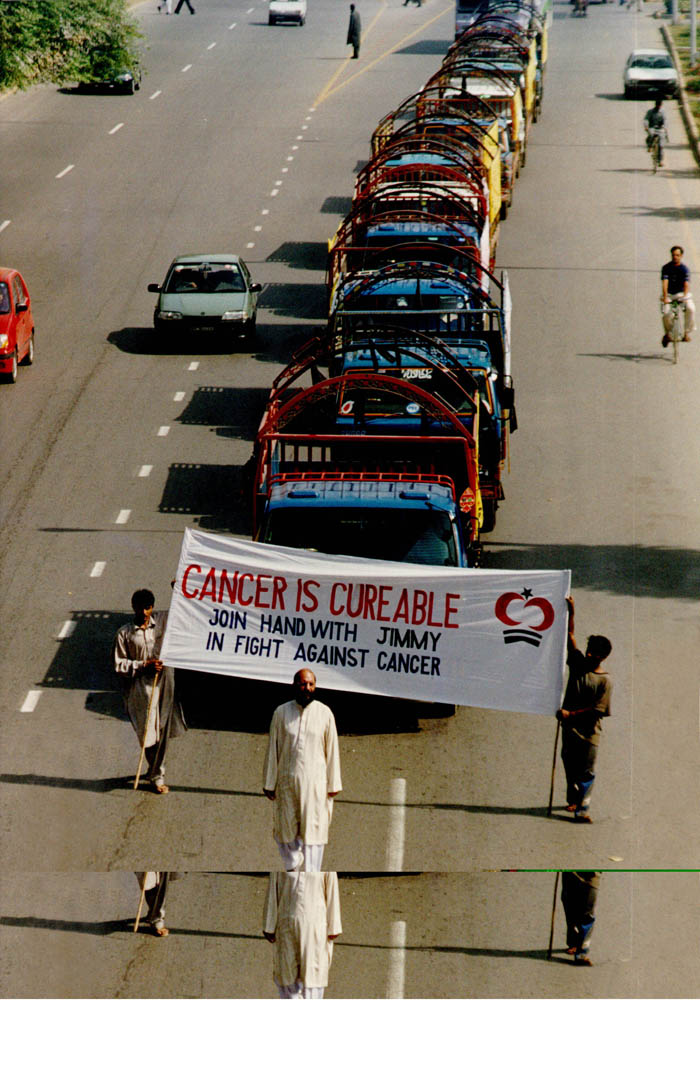 CANCER IS CUREABLE
JOIN HAND WITH JIMMY
IN FIGHT AGAINST CANCER